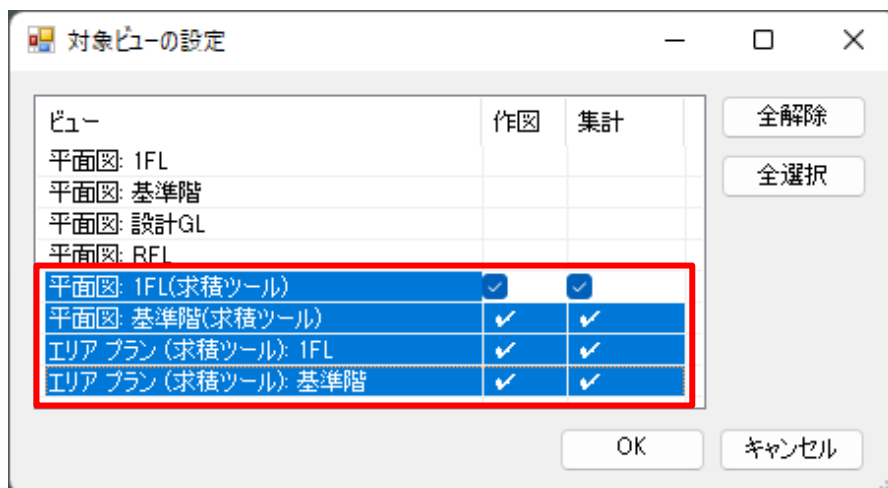 対象ビューの設定
ビュー 作図 集計
平面図: 1FL
平面図: 基準階
平面図: 設計GL
平面図: RFL
平面図: 1FL(求積ツール)
平面図: 基準階(求積ツール)
エリア プラン (求積ツール): 1FL
エリア プラン (求積ツール): 基準階
全解除
全選択
OK キャンセル